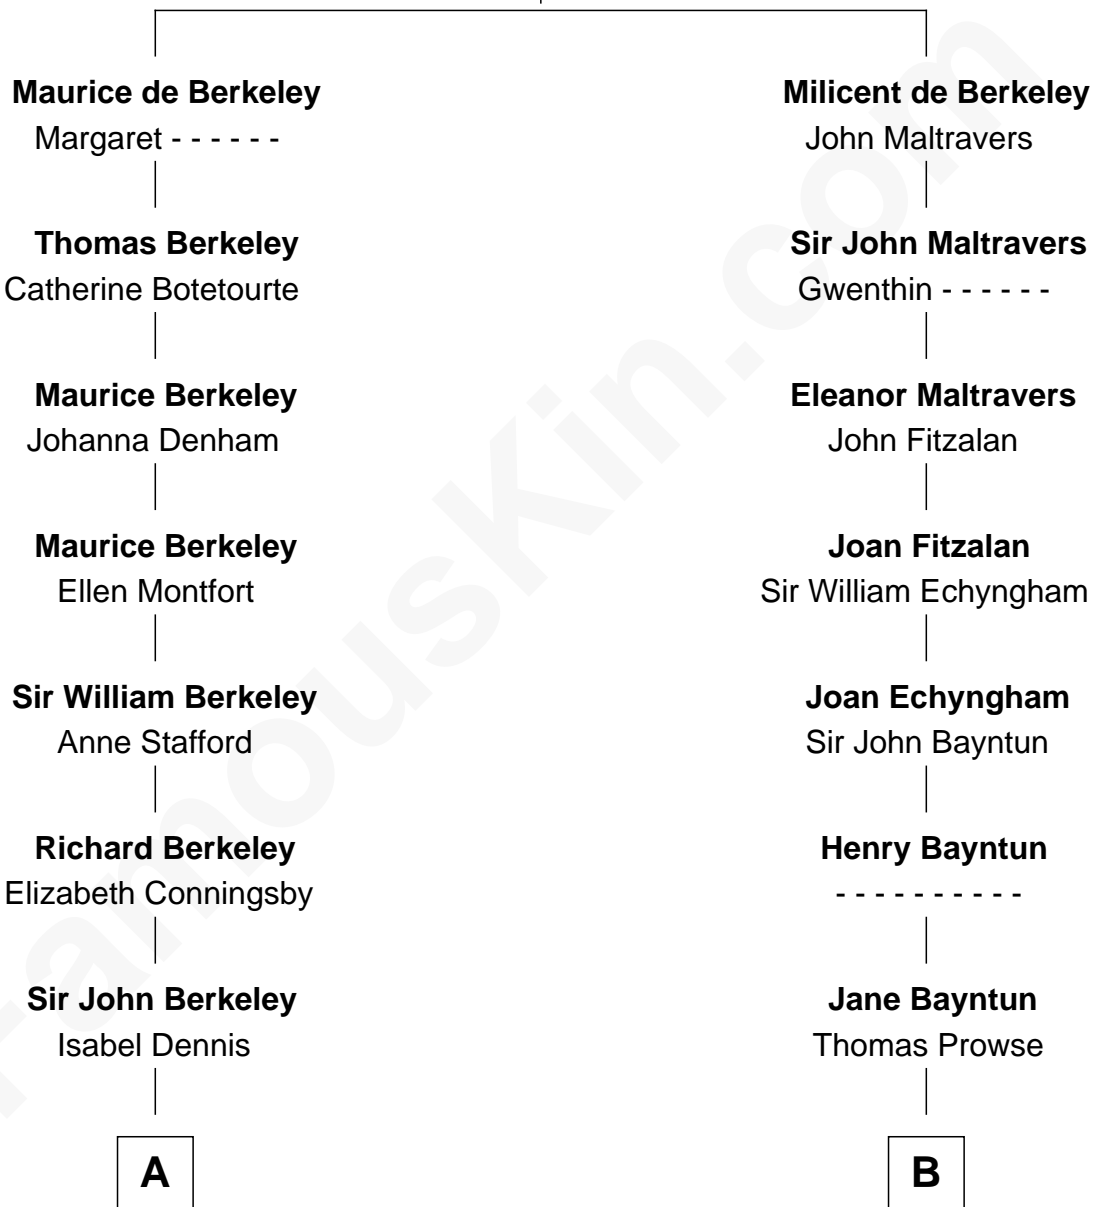 Maurice de Berkeley
Margaret - - - - - -
Thomas Berkeley
Catherine Botetourte
Maurice Berkeley
Johanna Denham
Maurice Berkeley
Ellen Montfort
Sir William Berkeley
Anne Stafford
Richard Berkeley
Elizabeth Conningsby
Sir John Berkeley
Isabel Dennis
A
Milicent de Berkeley
John Maltravers
Sir John Maltravers
Gwenthin - - - - - -
Eleanor Maltravers
John Fitzalan
Joan Fitzalan
Sir William Echyngham
Joan Echyngham
Sir John Bayntun
Henry Bayntun
- - - - - - - - - -
Jane Bayntun
Thomas Prowse
B
FamousKin.com